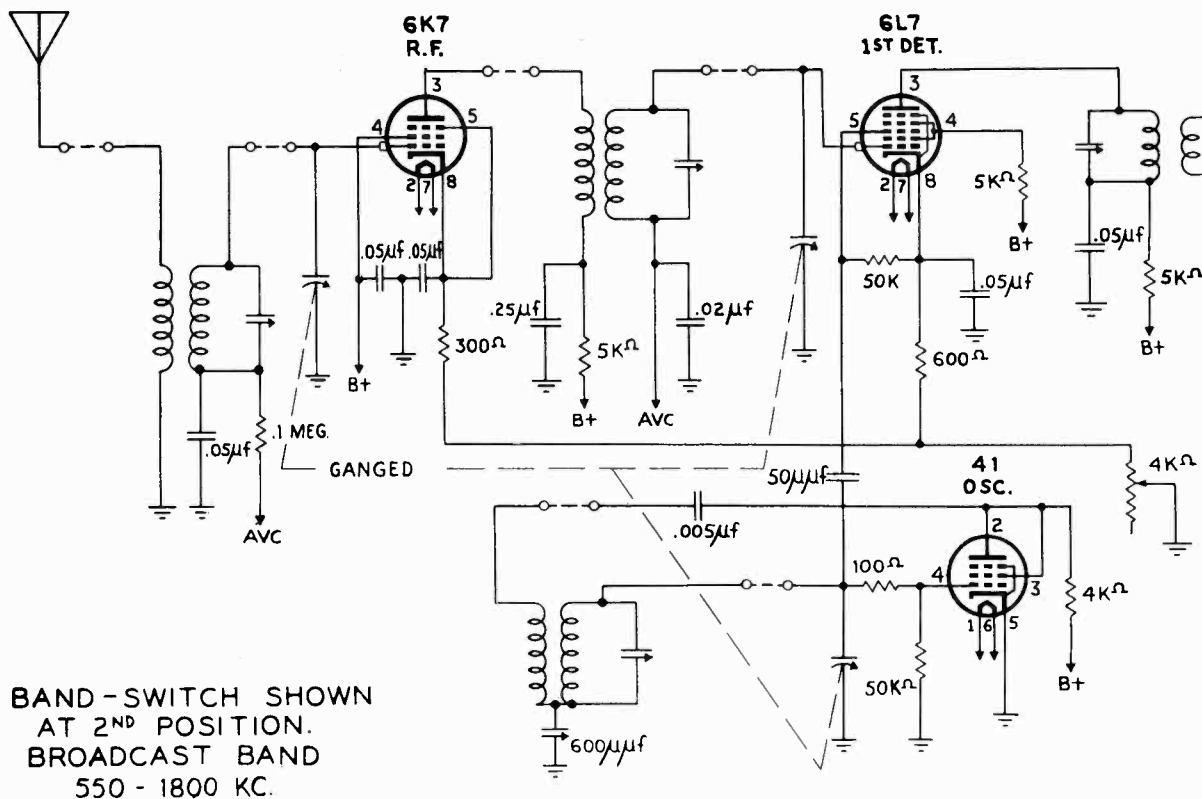 6K7
R.F.
6L7
1ST DET.
3
4
5
2
7
8
3
5
4
2
7
8
5KΩ
B+
.05µf
.05µf
B+
300Ω
.25µf
5KΩ
B+
.02µf
AVC
50K
.05µf
600Ω
.05µf
5KΩ
B+
.05µf
.1 MEG.
AVC
GANGED
50µµf
41
OSC.
4KΩ
.005µf
2
100Ω
4
3
1
6
5
4KΩ
B+
50KΩ
600µµf
BAND-SWITCH SHOWN
AT 2ND POSITION.
BROADCAST BAND
550 - 1800 KC.